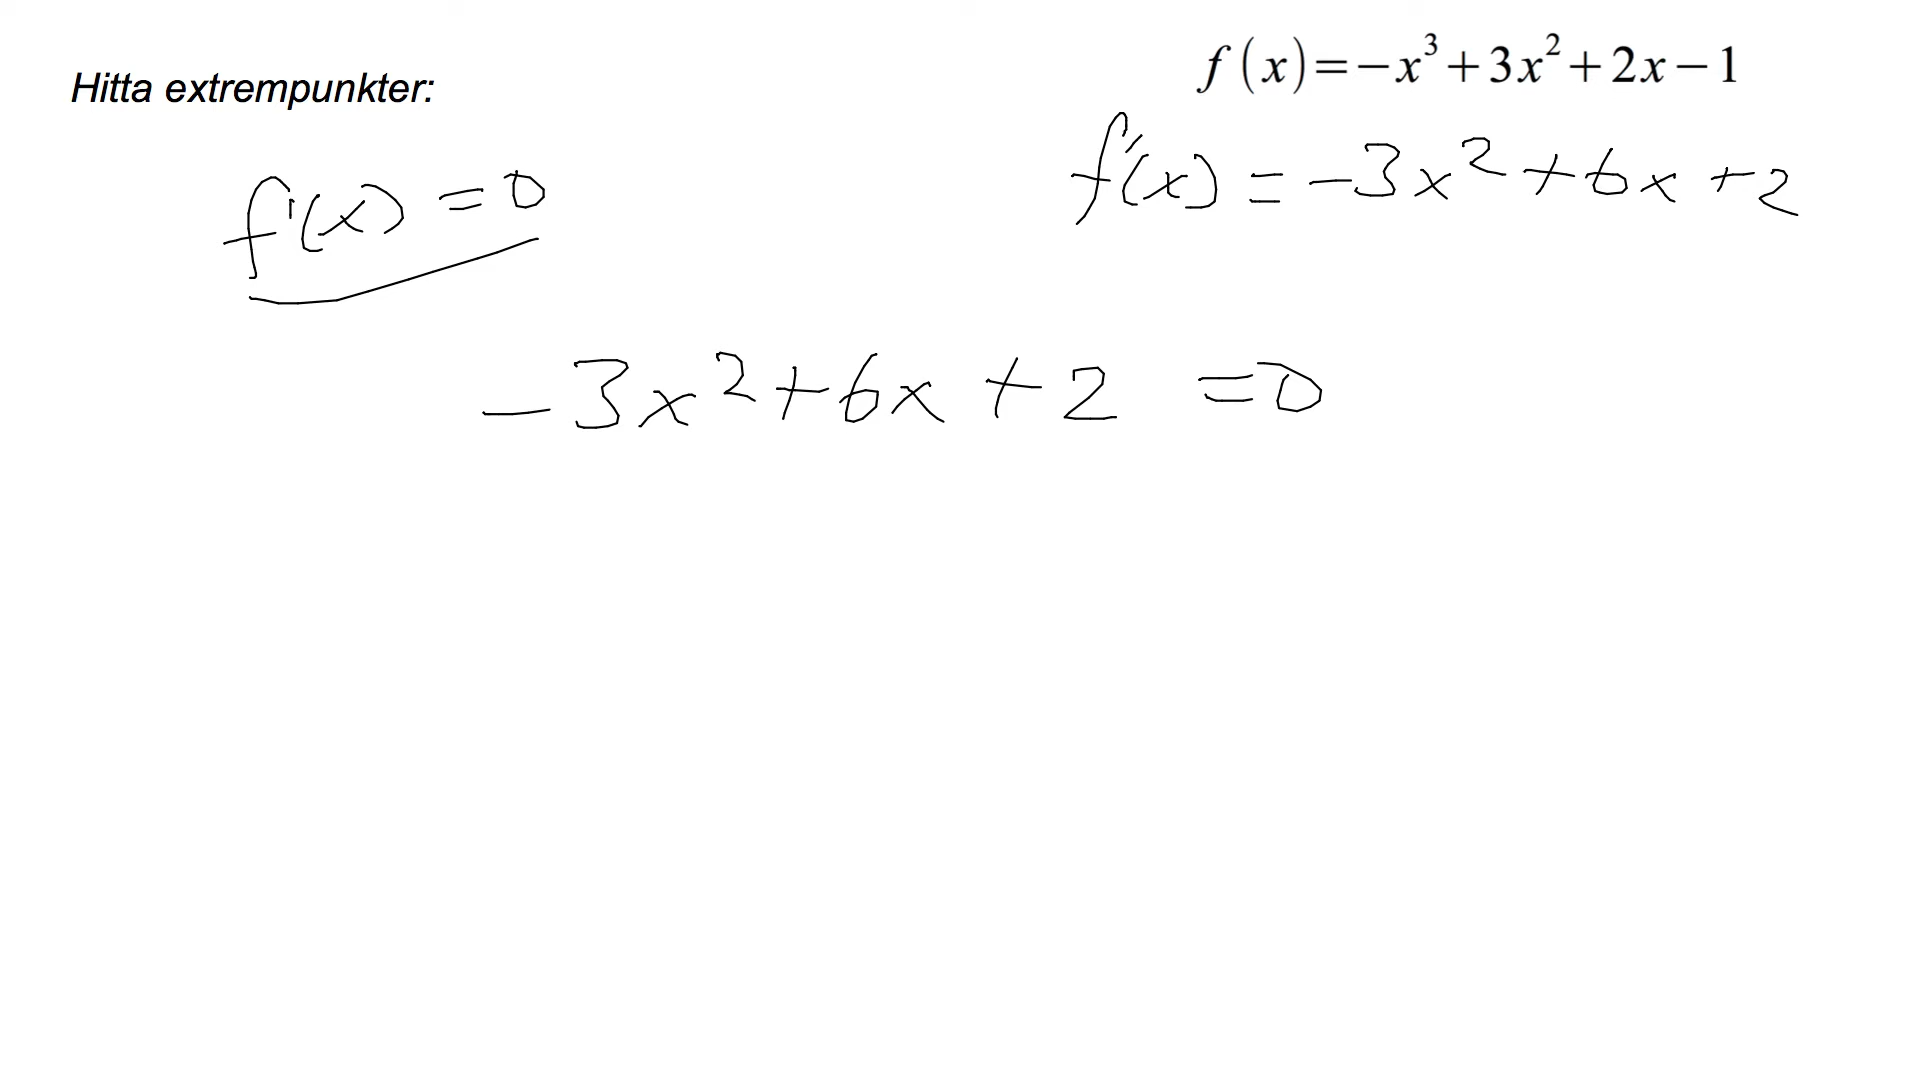 f(x)=−x³+3x²+2x−1
Hitta extrempunkter:
f'(x) = -3x² + 6x + 2
f'(x) = 0
-3x² + 6x + 2 = 0